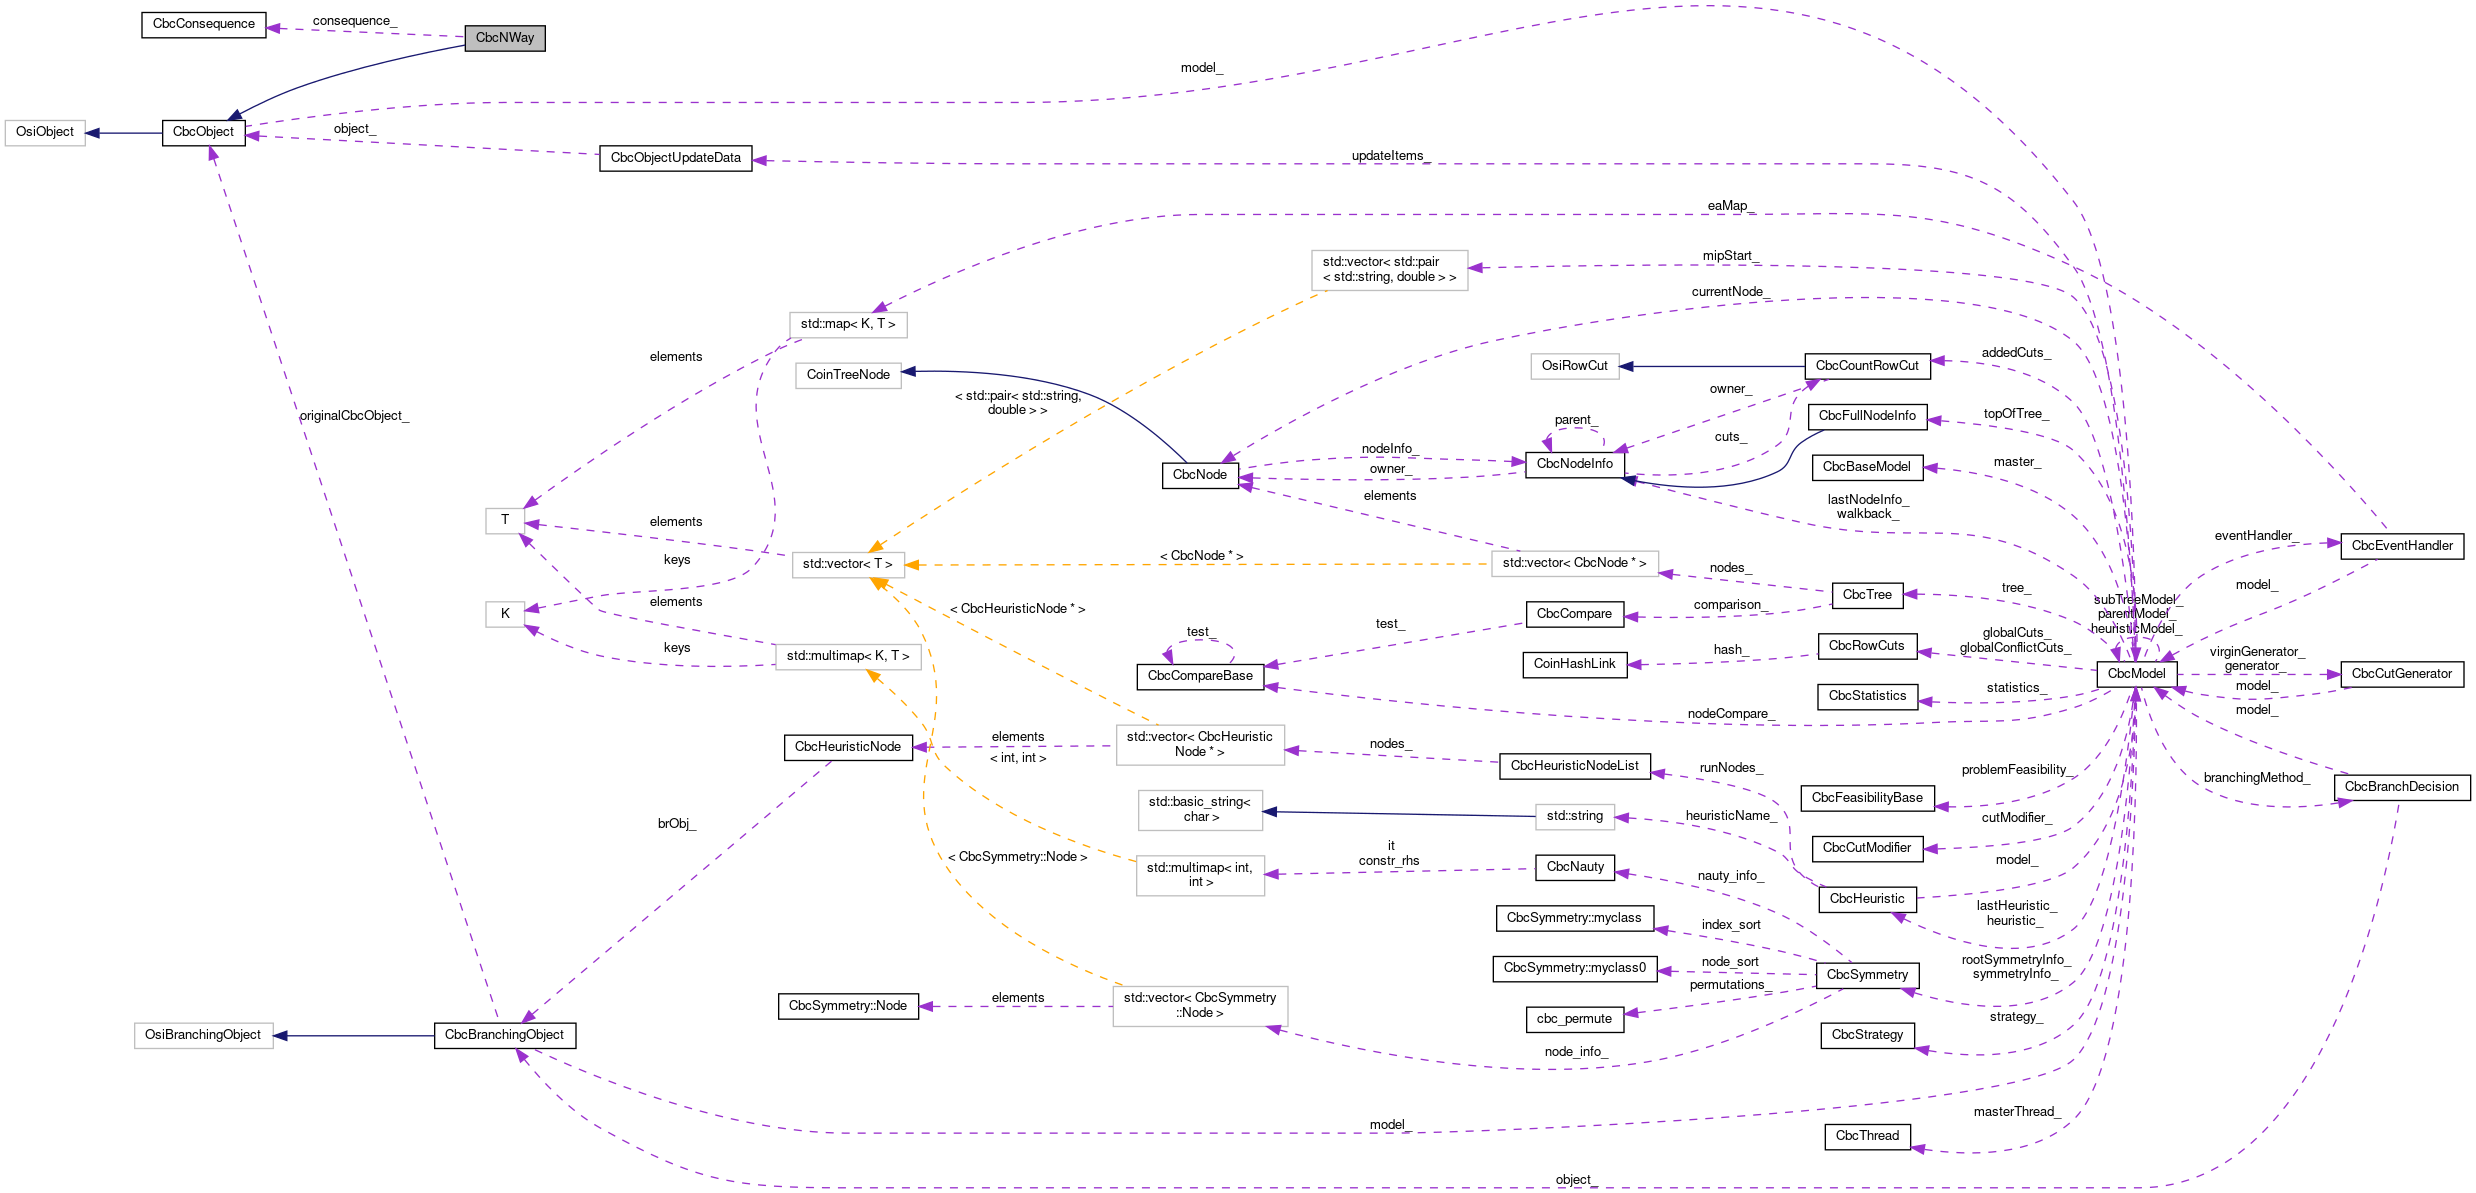 CbcConsequence
consequence_
CbcNWay
model_
OsiObject
CbcObject
object_
CbcObjectUpdateData
updateItems_
eaMap_
std::vector< std::pair
< std::string, double > >
mipStart_
currentNode_
std::map< K, T >
elements
CoinTreeNode
OsiRowCut
CbcCountRowCut
addedCuts_
< std::pair< std::string,
double > >
owner_
originalCbcObject_
parent_
CbcFullNodeInfo
topOfTree_
cuts_
nodeInfo_
CbcNodeInfo
CbcBaseModel
master_
CbcNode
owner_
elements
lastNodeInfo_
walkback_
T
elements
eventHandler_
CbcEventHandler
keys
std::vector< T >
< CbcNode * >
std::vector< CbcNode * >
nodes_
model_
CbcTree
tree_
K
elements
< CbcHeuristicNode * >
CbcCompare
comparison_
subTreeModel_
parentModel_
heuristicModel_
test_
test_
keys
std::multimap< K, T >
CbcCompareBase
CoinHashLink
hash_
CbcRowCuts
globalCuts_
globalConflictCuts_
CbcModel
virginGenerator_
generator_
CbcCutGenerator
model_
CbcStatistics
statistics_
nodeCompare_
model_
CbcHeuristicNode
elements
< int, int >
std::vector< CbcHeuristic
Node * >
nodes_
CbcHeuristicNodeList
runNodes_
problemFeasibility_
branchingMethod_
CbcBranchDecision
CbcFeasibilityBase
std::basic_string<
char >
std::string
heuristicName_
cutModifier_
brObj_
CbcCutModifier
< CbcSymmetry::Node >
std::multimap< int,
int >
it
constr_rhs
CbcNauty
nauty_info_
model_
CbcHeuristic
lastHeuristic_
heuristic_
CbcSymmetry::myclass
index_sort
CbcSymmetry::myclass0
node_sort
permutations_
CbcSymmetry
rootSymmetryInfo_
symmetryInfo_
CbcSymmetry::Node
elements
std::vector< CbcSymmetry
::Node >
cbc_permute
strategy_
OsiBranchingObject
CbcBranchingObject
node_info_
CbcStrategy
model_
masterThread_
CbcThread
object_